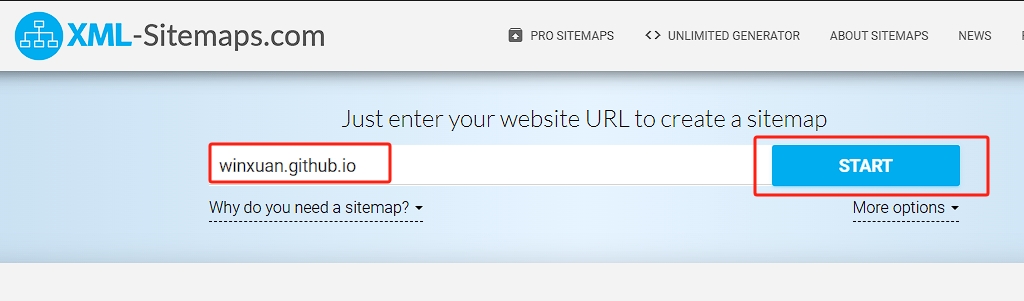 XML-Sitemaps.com
PRO SITEMAPS
<> UNLIMITED GENERATOR
ABOUT SITEMAPS
NEWS
Just enter your website URL to create a sitemap
winxuan.github.io
START
Why do you need a sitemap?
More options